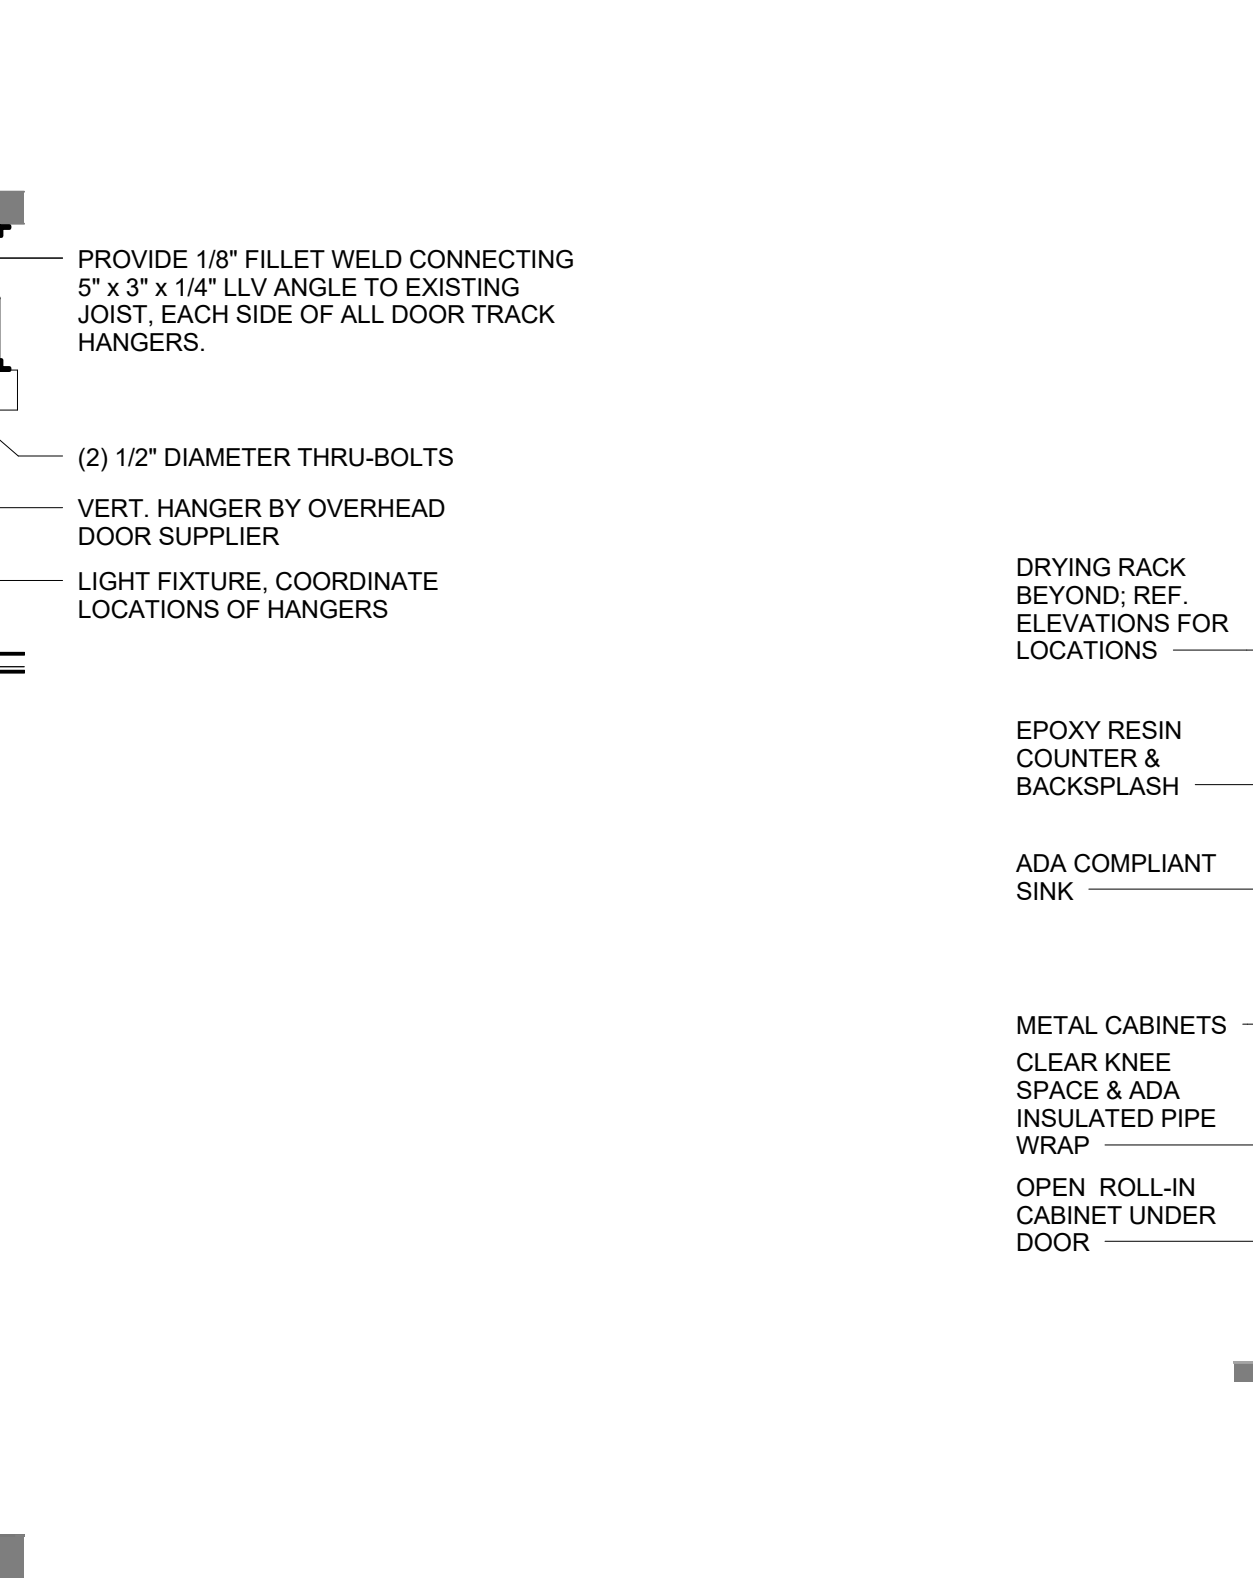 PROVIDE 1/8" FILLET WELD CONNECTING
5" x 3" x 1/4" LLV ANGLE TO EXISTING
JOIST, EACH SIDE OF ALL DOOR TRACK
HANGERS.
(2) 1/2" DIAMETER THRU-BOLTS
VERT. HANGER BY OVERHEAD
DOOR SUPPLIER
LIGHT FIXTURE, COORDINATE
LOCATIONS OF HANGERS
DRYING RACK
BEYOND; REF.
ELEVATIONS FOR
LOCATIONS
EPOXY RESIN
COUNTER &
BACKSPLASH
ADA COMPLIANT
SINK
METAL CABINETS
CLEAR KNEE
SPACE & ADA
INSULATED PIPE
WRAP
OPEN  ROLL-IN
CABINET UNDER
DOOR